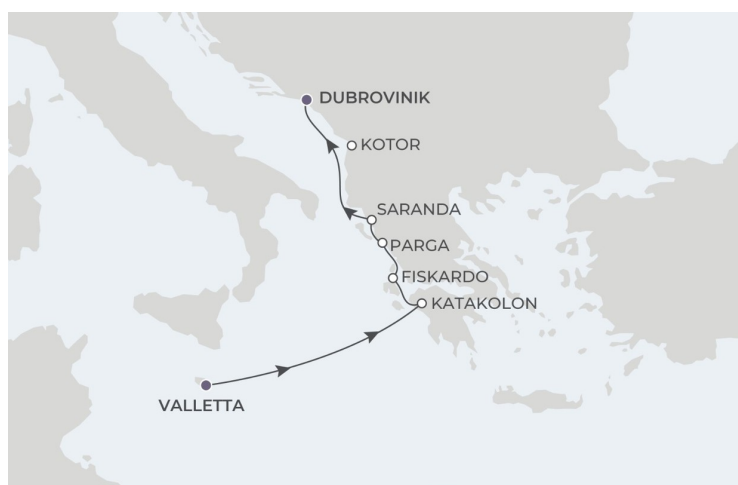 DUBROVINIK
KOTOR
SARANDA
PARGA
FISKARDO
KATAKOLON
VALLETTA